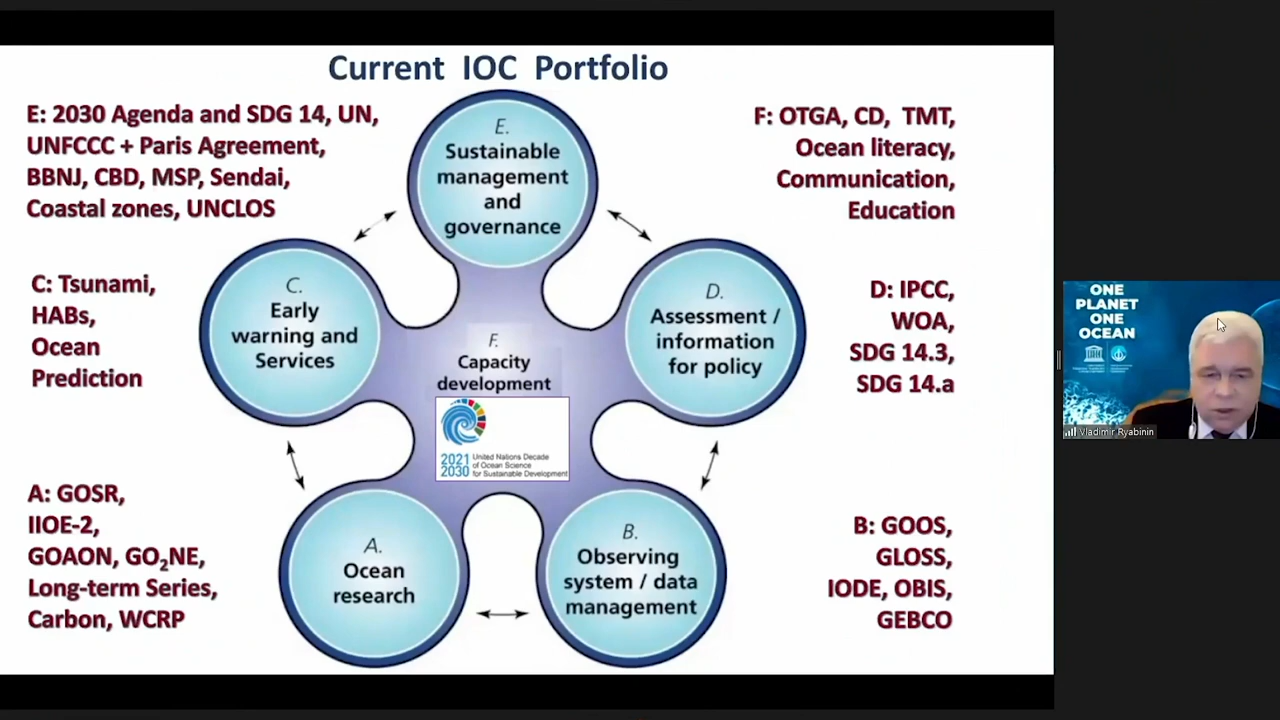 Current IOC Portfolio
E: 2030 Agenda and SDG 14, UN,
UNFCCC + Paris Agreement,
BBNJ, CBD, MSP, Sendai,
Coastal zones, UNCLOS
E.
Sustainable
management
and
governance
F: OTGA, CD, TMT,
Ocean literacy,
Communication,
Education
C: Tsunami,
HABs,
Ocean
Prediction
C.
Early
warning and
Services
F.
Capacity
development
2021
2030
United Nations Decade
of Ocean Science
for Sustainable Development
D.
Assessment /
information
for policy
D: IPCC,
WOA,
SDG 14.3,
SDG 14.a
A: GOSR,
IIOE-2,
GOAON, GO₂NE,
Long-term Series,
Carbon, WCRP
A.
Ocean
research
B.
Observing
system / data
management
B: GOOS,
GLOSS,
IODE, OBIS,
GEBCO
ONE
PLANET
ONE
OCEAN
Vladimir Ryabinin